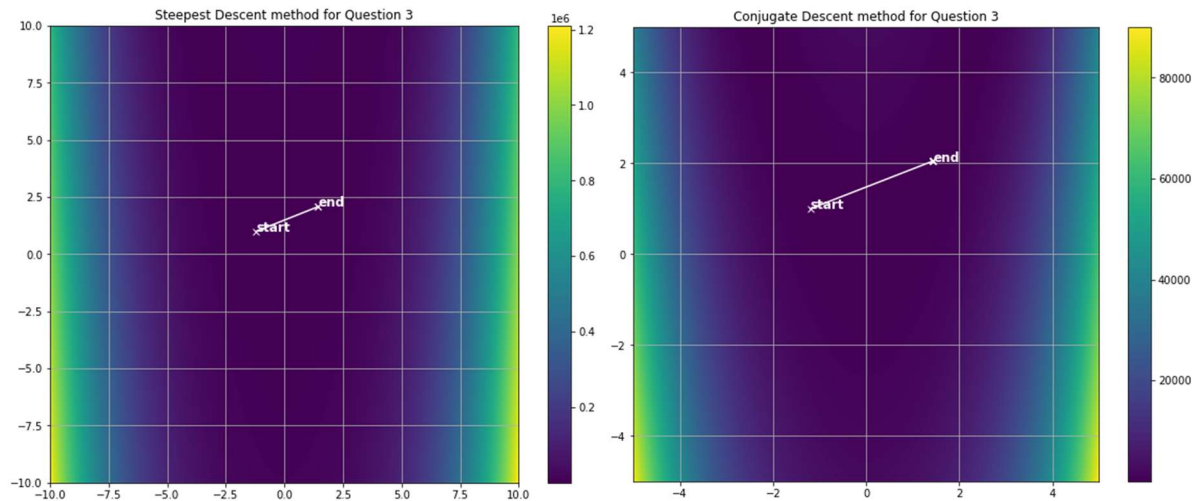 Steepest Descent method for Question 3
1e6
10.0
7.5
5.0
2.5
0.0
−2.5
−5.0
−7.5
−10.0
−10.0 −7.5 −5.0 −2.5 0.0 2.5 5.0 7.5 10.0
start
end
1.2
1.0
0.8
0.6
0.4
0.2
Conjugate Descent method for Question 3
4
2
0
−2
−4
−4 −2 0 2 4
start
end
80000
60000
40000
20000